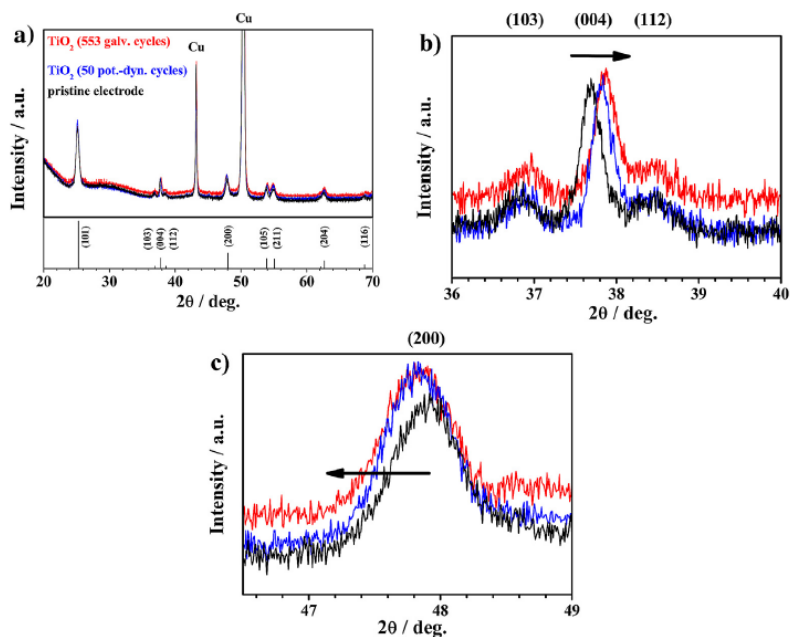 a)
Cu
Cu
TiO₂ (553 galv. cycles)
TiO₂ (50 pot.-dyn. cycles)
pristine electrode
Intensity / a.u.
(101)
(103)
(004)
(112)
(200)
(105)
(211)
(204)
(116)
20 30 40 50 60 70
2θ / deg.
b)
(103) (004) (112)
Intensity / a.u.
36 37 38 39 40
2θ / deg.
c)
(200)
Intensity / a.u.
47 48 49
2θ / deg.